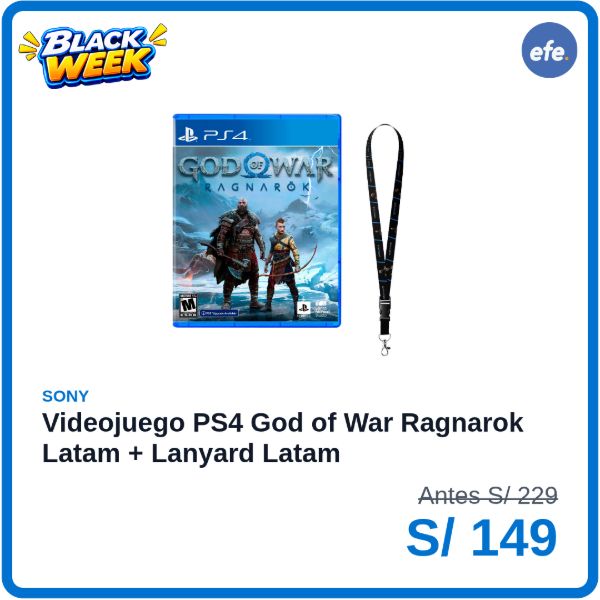 BLACK
WEEK
efe.
PS4
GOD OF WAR
RAGNARÖK
M
SONY
Videojuego PS4 God of War Ragnarok
Latam + Lanyard Latam
Antes S/ 229
S/ 149